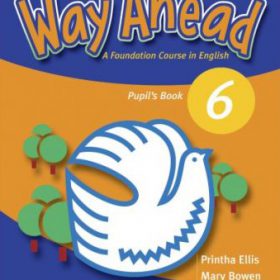 Way Ahead
A Foundation Course in English
Pupil's Book 6
Printha Ellis
Mary Bowen